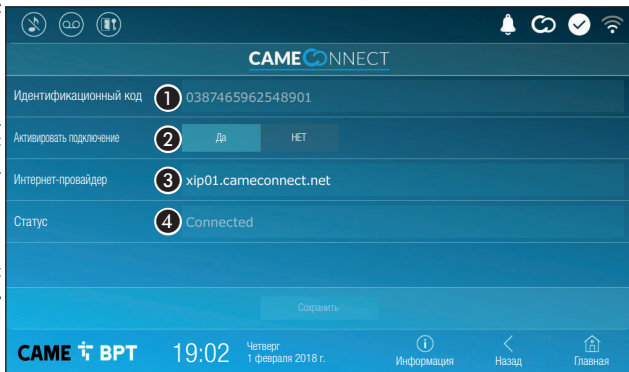 CAMECONNECT
Идентификационный код 1 0387465962548901
Активировать подключение 2 Да НЕТ
Интернет-провайдер 3 xip01.cameconnect.net
Статус 4 Connected
Сохранить
CAME BPT 19:02 Четверг
1 февраля 2018 г.
Информация Назад Главная